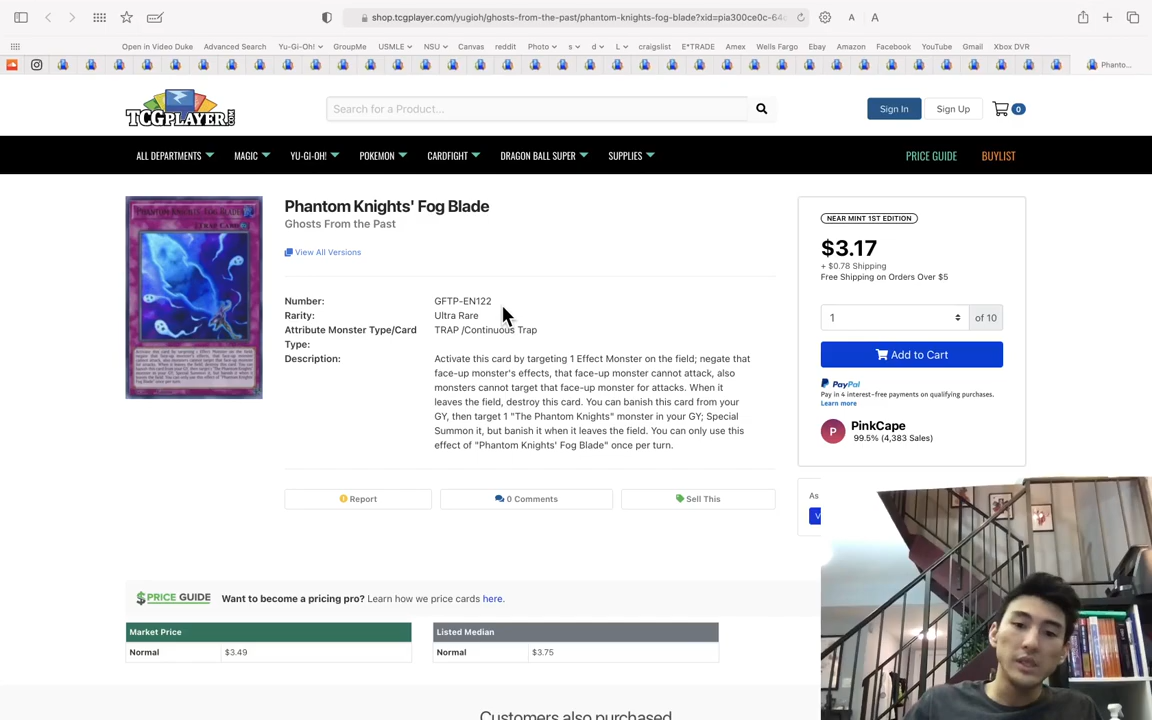 shop.tcgplayer.com/yugioh/ghosts-from-the-past/phantom-knights-fog-blade?xid=pia300ce0c-64c
A A
Open in Video Duke Advanced Search Yu-Gi-Oh! GroupMe USMLE NSU Canvas reddit Photo s d L craigslist E*TRADE Amex Wells Fargo Ebay Amazon Facebook YouTube Gmail Xbox DVR
Phanto...
TCGPLAYER.COM
Search for a Product...
Sign In
Sign Up
0
ALL DEPARTMENTS MAGIC YU-GI-OH! POKEMON CARDFIGHT DRAGON BALL SUPER SUPPLIES PRICE GUIDE BUYLIST
Phantom Knights' Fog Blade
Ghosts From the Past
View All Versions
Number: GFTP-EN122
Rarity: Ultra Rare
Attribute Monster Type/Card TRAP /Continuous Trap
Type:
Description: Activate this card by targeting 1 Effect Monster on the field; negate that
face-up monster's effects, that face-up monster cannot attack, also
monsters cannot target that face-up monster for attacks. When it
leaves the field, destroy this card. You can banish this card from your
GY, then target 1 "The Phantom Knights" monster in your GY; Special
Summon it, but banish it when it leaves the field. You can only use this
effect of "Phantom Knights' Fog Blade" once per turn.
Report
0 Comments
Sell This
NEAR MINT 1ST EDITION
$3.17
+ $0.78 Shipping
Free Shipping on Orders Over $5
1
of 10
Add to Cart
PayPal
Pay in 4 interest-free payments on qualifying purchases.
Learn more
P
PinkCape
99.5% (4,383 Sales)
As
V
$PRICE GUIDE
Want to become a pricing pro? Learn how we price cards here.
Market Price
Normal $3.49
Listed Median
Normal $3.75
Customers also purchased